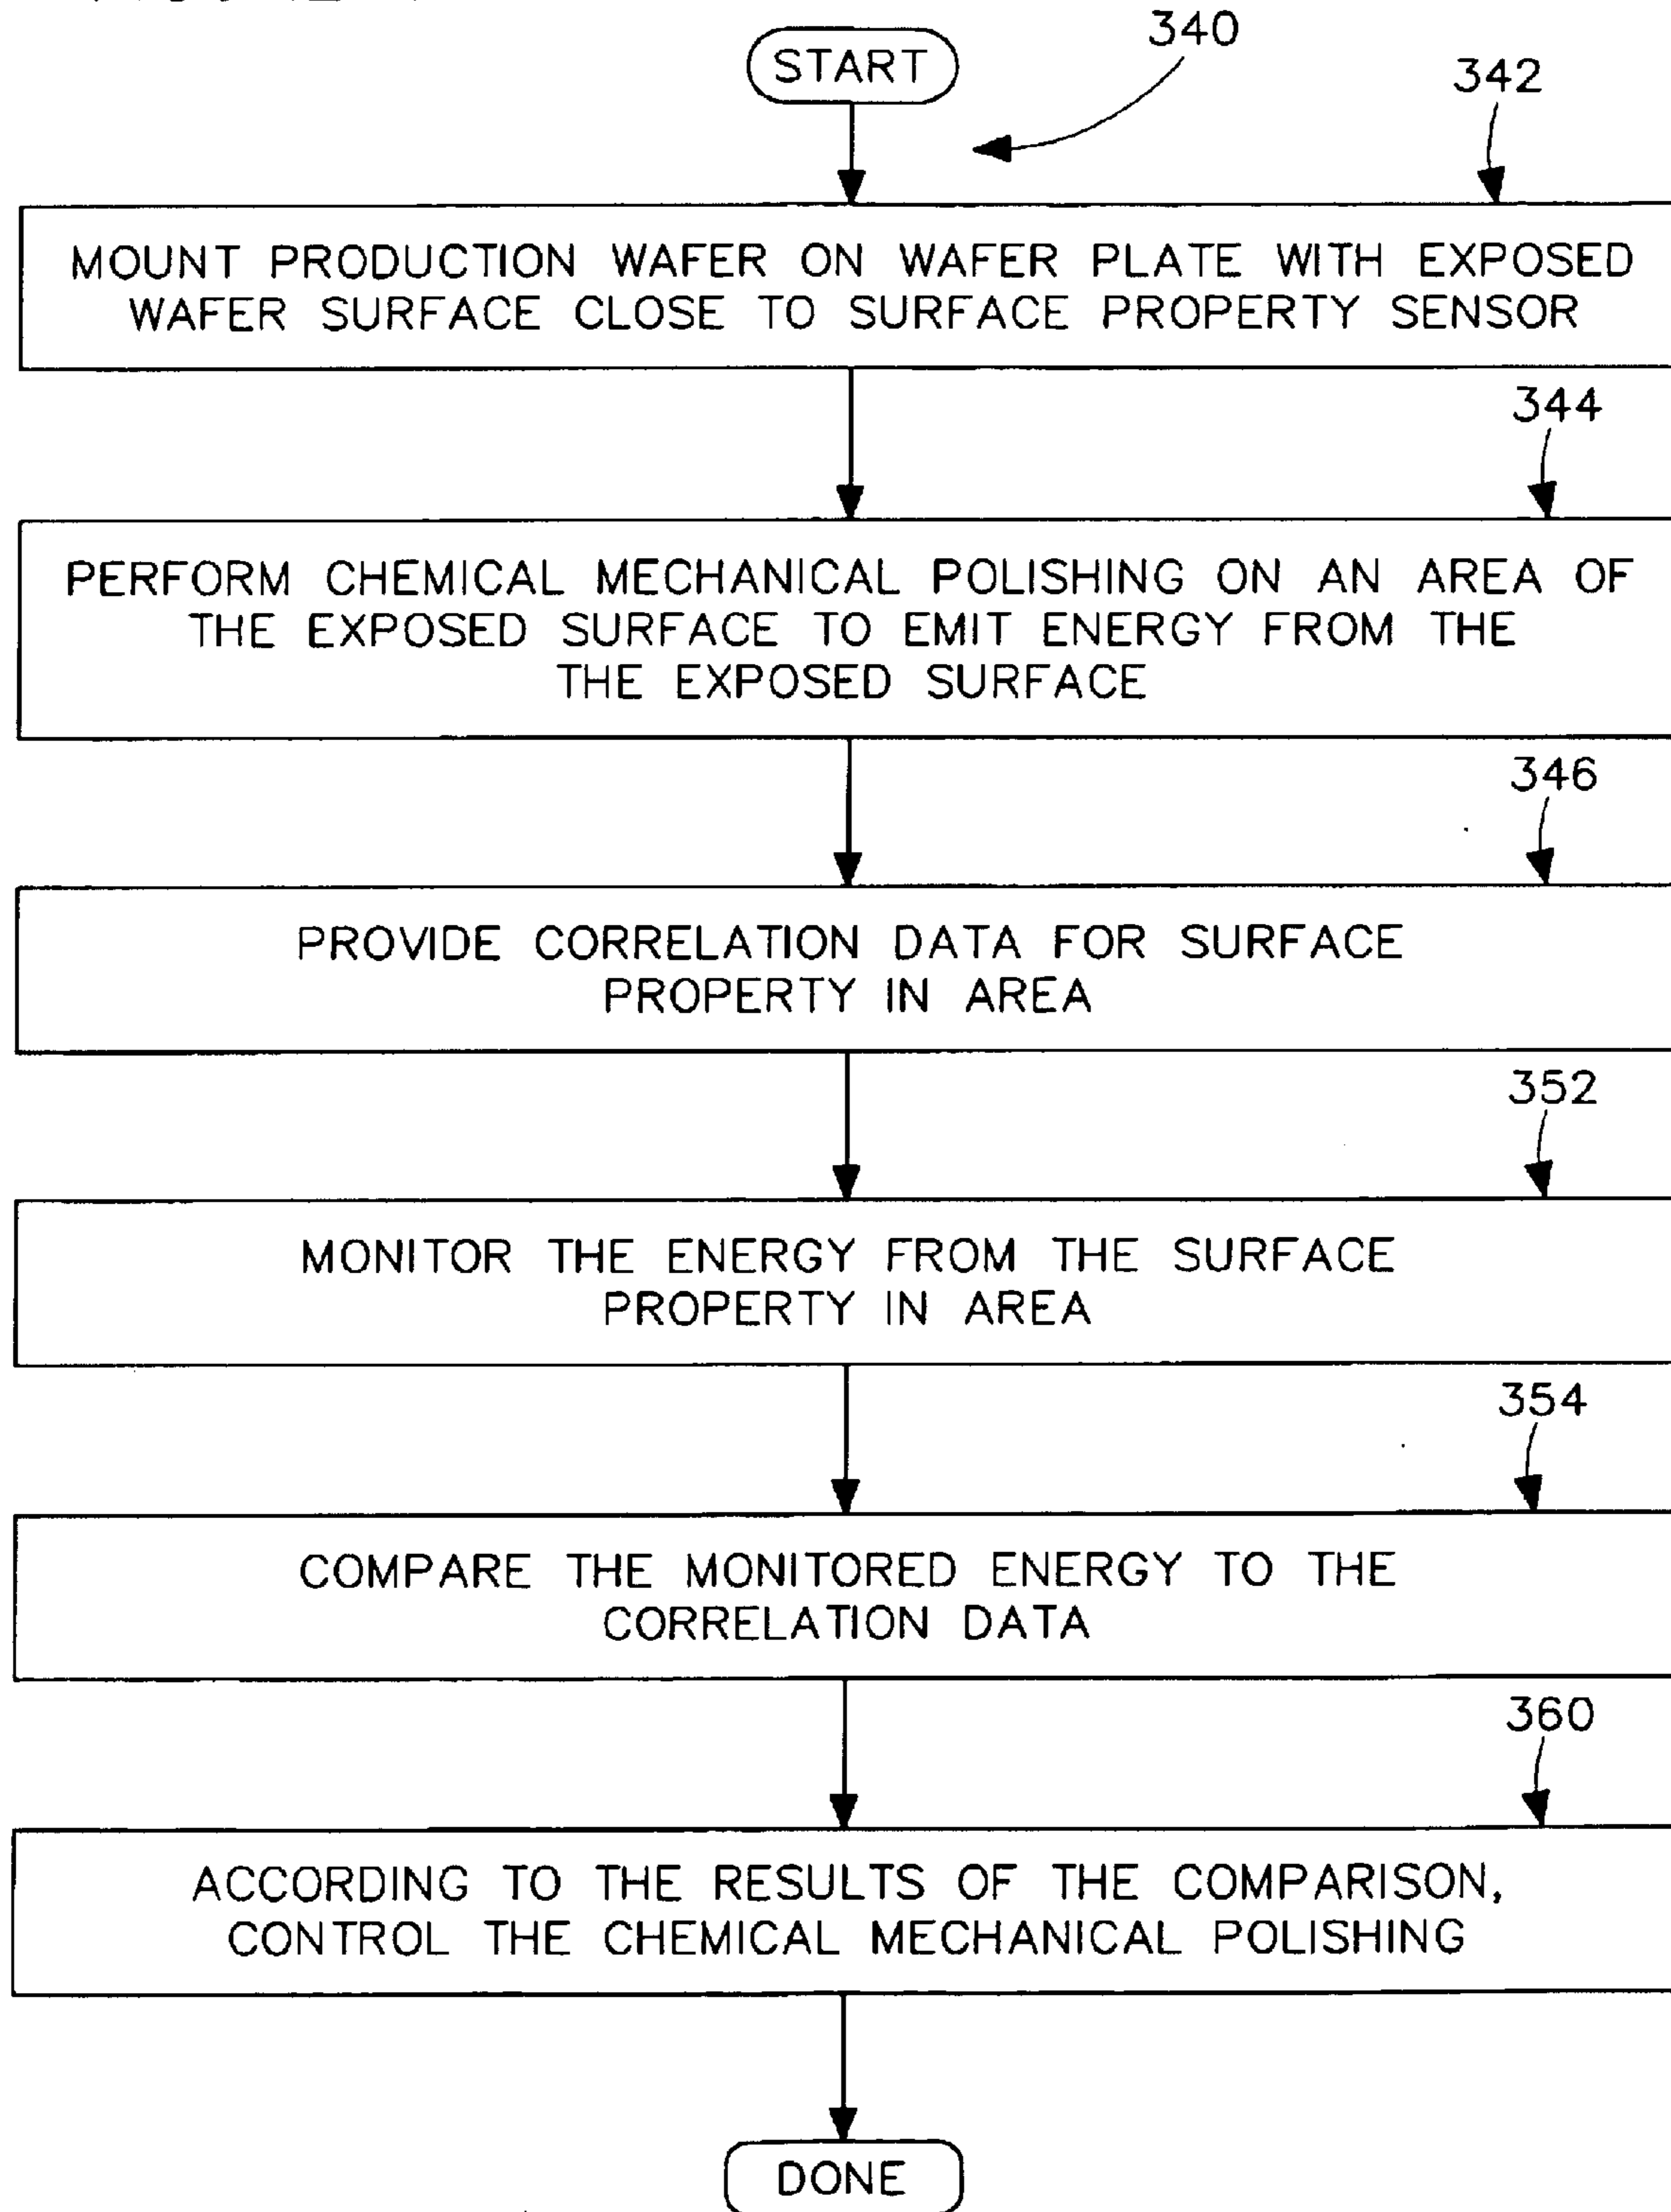 START
340
342
MOUNT PRODUCTION WAFER ON WAFER PLATE WITH EXPOSED
WAFER SURFACE CLOSE TO SURFACE PROPERTY SENSOR
344
PERFORM CHEMICAL MECHANICAL POLISHING ON AN AREA OF
THE EXPOSED SURFACE TO EMIT ENERGY FROM THE
THE EXPOSED SURFACE
346
PROVIDE CORRELATION DATA FOR SURFACE
PROPERTY IN AREA
352
MONITOR THE ENERGY FROM THE SURFACE
PROPERTY IN AREA
354
COMPARE THE MONITORED ENERGY TO THE
CORRELATION DATA
360
ACCORDING TO THE RESULTS OF THE COMPARISON,
CONTROL THE CHEMICAL MECHANICAL POLISHING
DONE